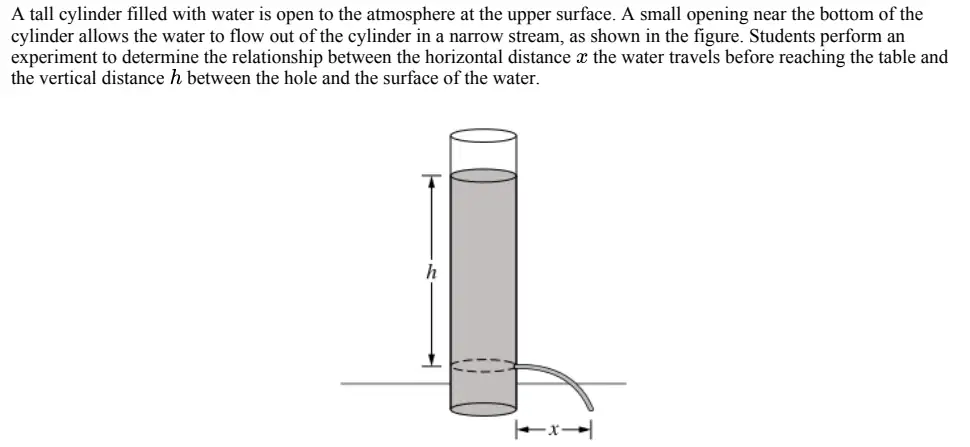 A tall cylinder filled with water is open to the atmosphere at the upper surface. A small opening near the bottom of the
cylinder allows the water to flow out of the cylinder in a narrow stream, as shown in the figure. Students perform an
experiment to determine the relationship between the horizontal distance x the water travels before reaching the table and
the vertical distance h between the hole and the surface of the water.
h
x